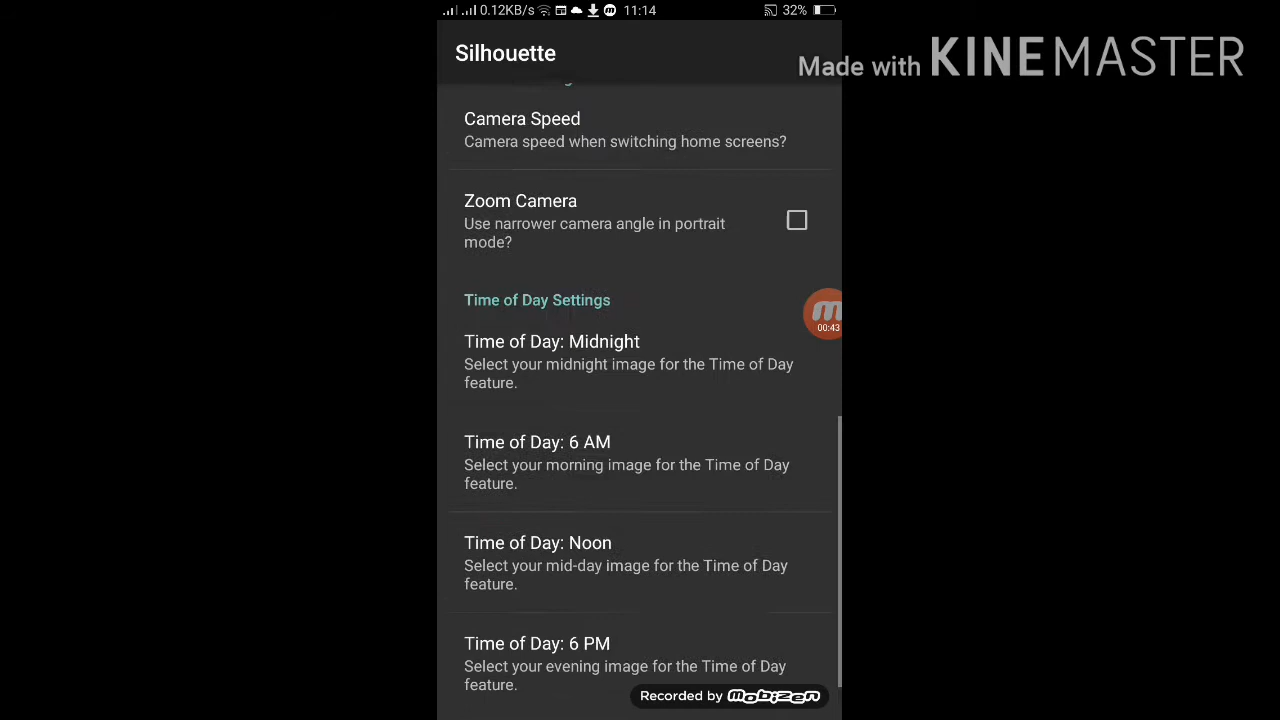 0.12KB/s 11:14 32%
Silhouette
Made with KINEMASTER
Camera Speed
Camera speed when switching home screens?
Zoom Camera
Use narrower camera angle in portrait
mode?
Time of Day Settings
00:43
Time of Day: Midnight
Select your midnight image for the Time of Day
feature.
Time of Day: 6 AM
Select your morning image for the Time of Day
feature.
Time of Day: Noon
Select your mid-day image for the Time of Day
feature.
Time of Day: 6 PM
Select your evening image for the Time of Day
feature.
Recorded by mobizen